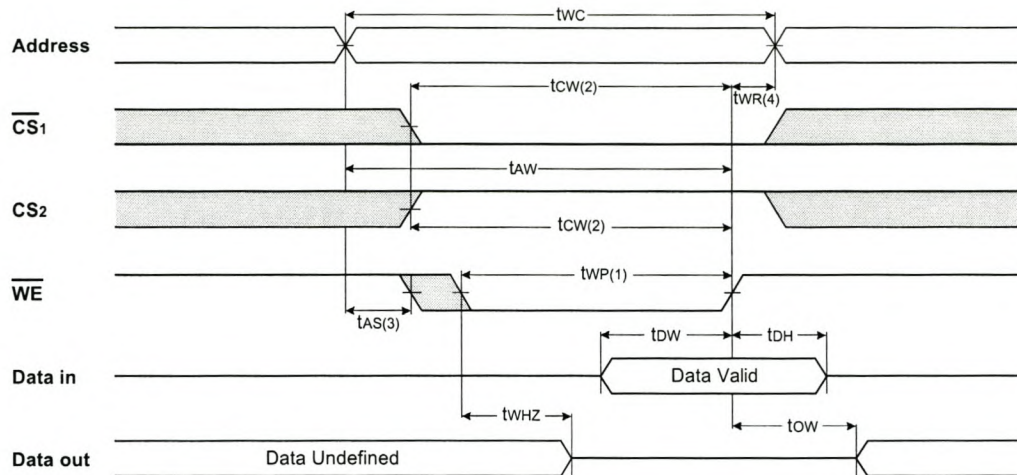 tWC
Address
tCW(2)
tWR(4)
CS1
tAW
CS2
tCW(2)
tWP(1)
WE
tAS(3)
tDW
tDH
Data in
Data Valid
tWHZ
tOW
Data out
Data Undefined